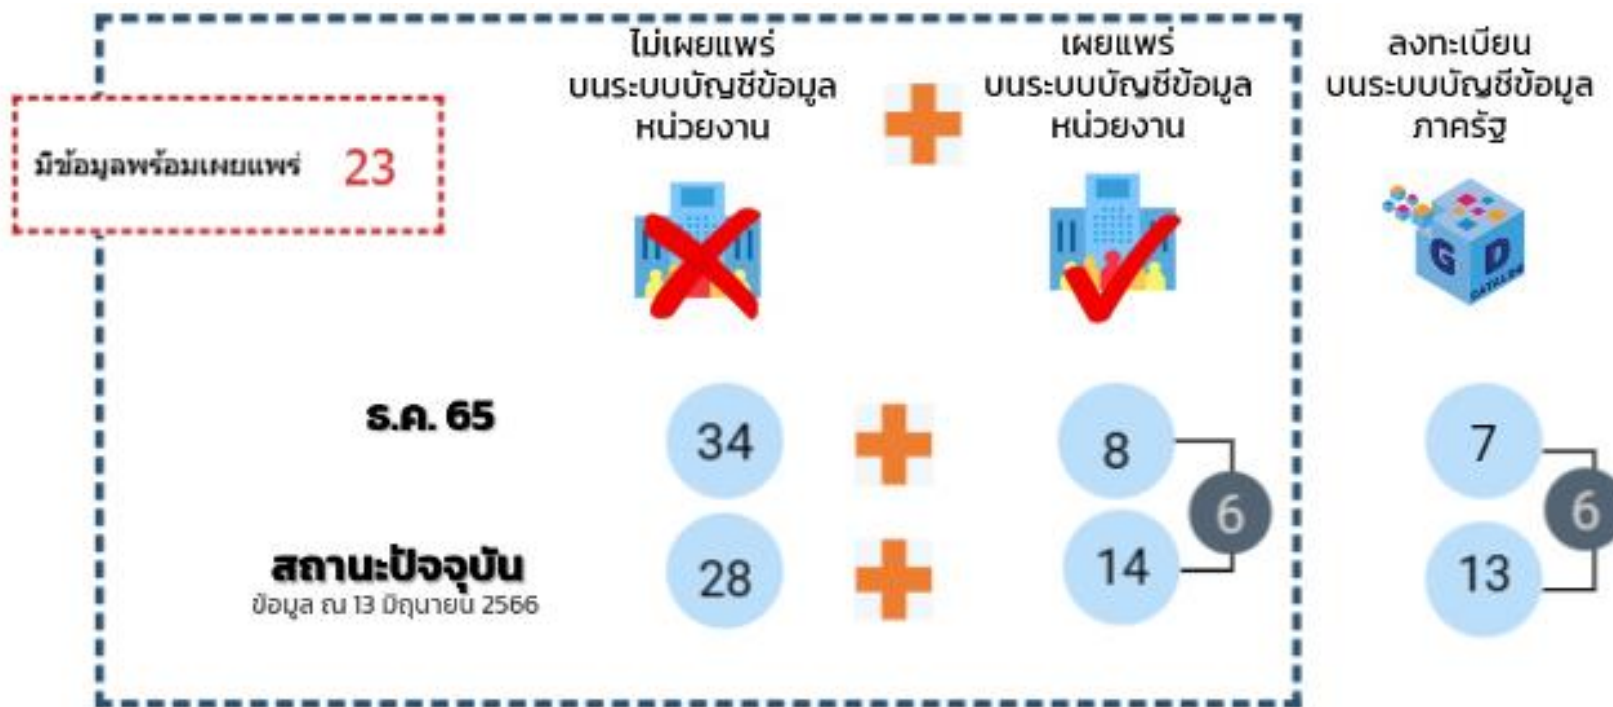 ไม่เผยแพร่
บนระบบบัญชีข้อมูล
หน่วยงาน
เผยแพร่
บนระบบบัญชีข้อมูล
หน่วยงาน
ลงทะเบียน
บนระบบบัญชีข้อมูล
ภาครัฐ
มีข้อมูลพร้อมเผยแพร่ 23
G D
CATALOG
ธ.ค. 65
34
8
7
6
6
สถานะปัจจุบัน
ข้อมูล ณ 13 มิถุนายน 2566
28
14
13